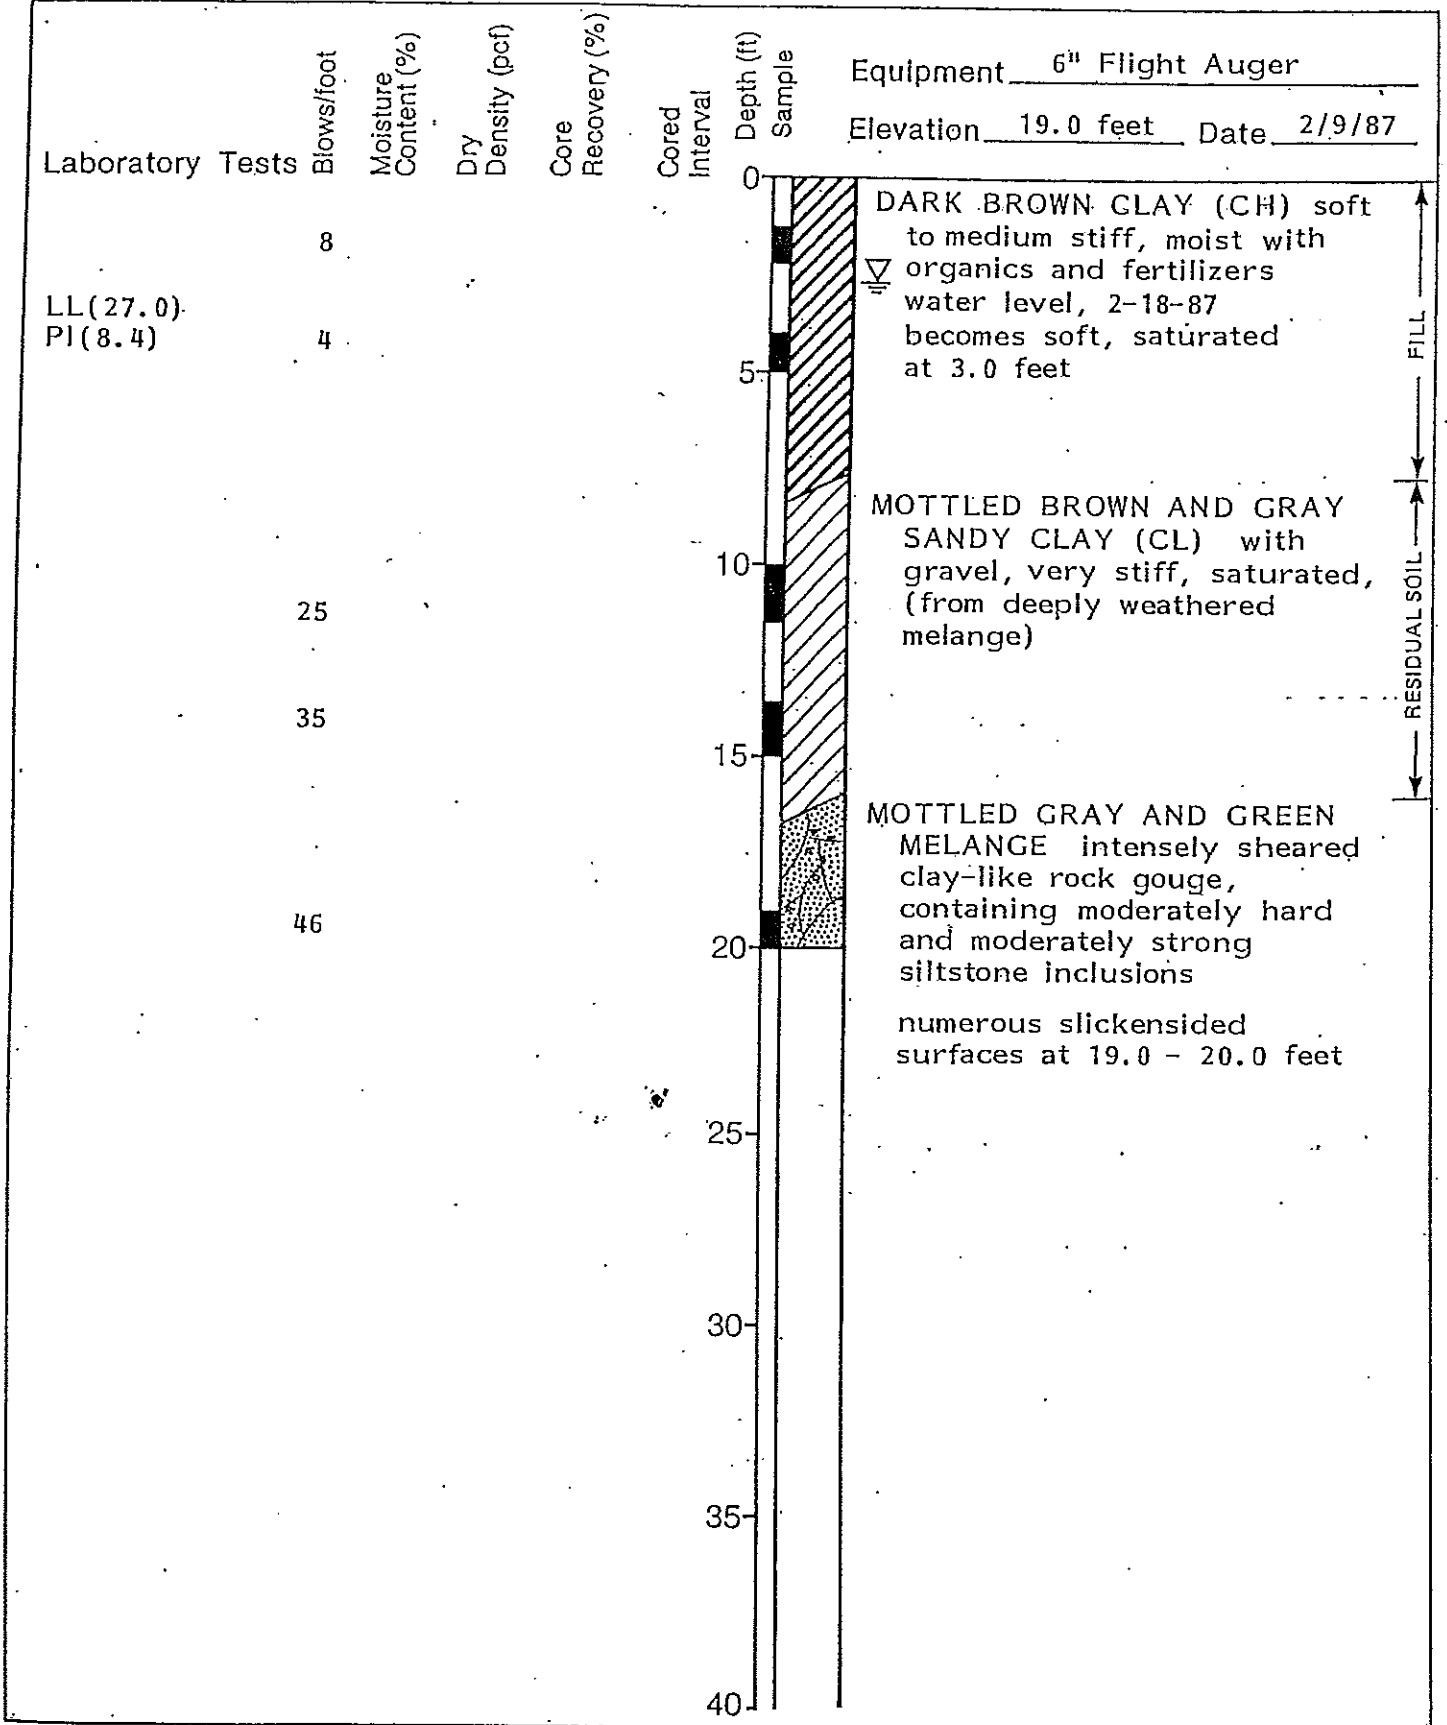 Equipment 6" Flight Auger
Elevation 19.0 feet Date 2/9/87
Laboratory Tests
Blows/foot
Moisture
Content (%)
Dry
Density (pcf)
Core
Recovery (%)
Cored
Interval
Depth (ft)
Sample
0
DARK BROWN CLAY (CH) soft
to medium stiff, moist with
organics and fertilizers
water level, 2-18-87
becomes soft, saturated
at 3.0 feet
FILL
8
LL(27.0)
PI(8.4)
4
5
MOTTLED BROWN AND GRAY
SANDY CLAY (CL) with
gravel, very stiff, saturated,
(from deeply weathered
melange)
RESIDUAL SOIL
10
25
35
15
MOTTLED GRAY AND GREEN
MELANGE intensely sheared
clay-like rock gouge,
containing moderately hard
and moderately strong
siltstone inclusions
46
20
numerous slickensided
surfaces at 19.0 - 20.0 feet
25
30
35
40